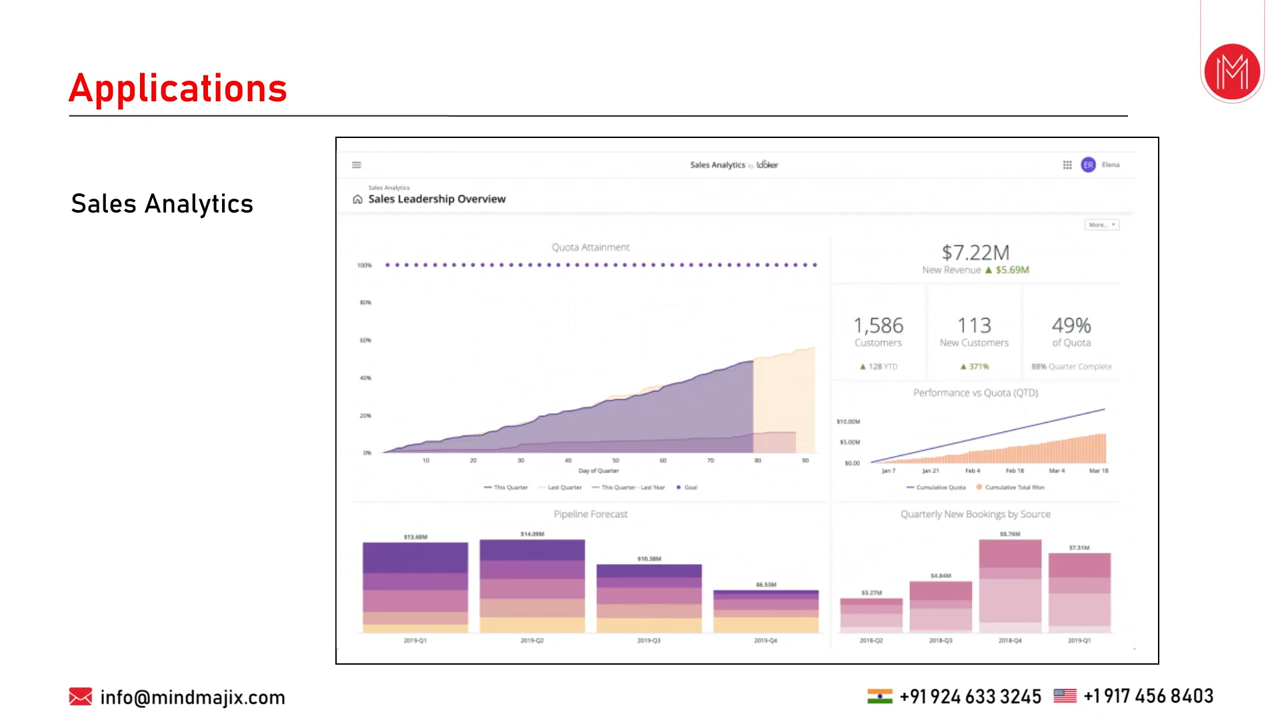 Applications
Sales Analytics
Sales Analytics by looker
ER Elena
Sales Analytics
Sales Leadership Overview
More...
Quota Attainment
100%
80%
60%
40%
20%
0%
10 20 30 40 50 60 70 80 90
Day of Quarter
This Quarter Last Quarter This Quarter - Last Year Goal
$7.22M
New Revenue ▲ $5.69M
1,586
Customers
▲ 128 YTD
113
New Customers
▲ 371%
49%
of Quota
88% Quarter Complete
Performance vs Quota (QTD)
$10.00M
$5.00M
$0.00
Jan 7 Jan 21 Feb 4 Feb 18 Mar 4 Mar 18
Cumulative Quota Cumulative Total Won
Pipeline Forecast
$13.68M $14.09M $10.38M $6.53M
2019-Q1 2019-Q2 2019-Q3 2019-Q4
Quarterly New Bookings by Source
$3.27M $4.84M $8.76M $7.51M
2018-Q2 2018-Q3 2018-Q4 2019-Q1
info@mindmajix.com
+91 924 633 3245
+1 917 456 8403